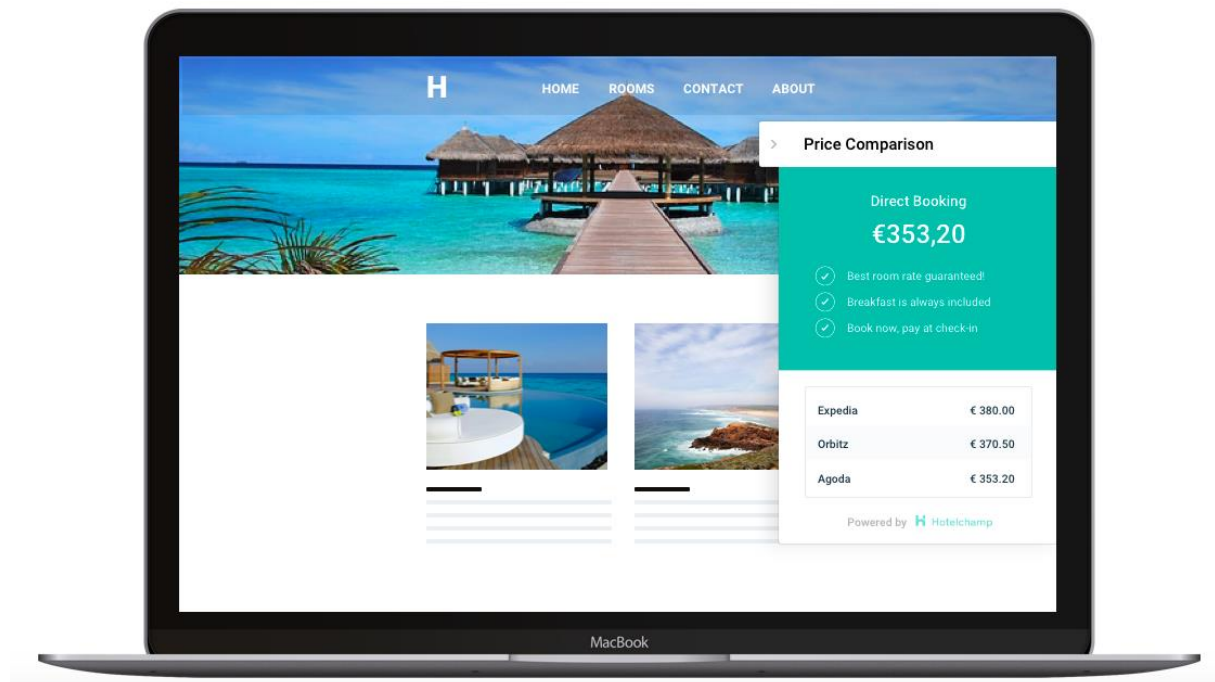 H HOME ROOMS CONTACT ABOUT
Price Comparison
Direct Booking
€353,20
Best room rate guaranteed!
Breakfast is always included
Book now, pay at check-in
Expedia € 380.00
Orbitz € 370.50
Agoda € 353.20
Powered by H Hotelchamp
MacBook